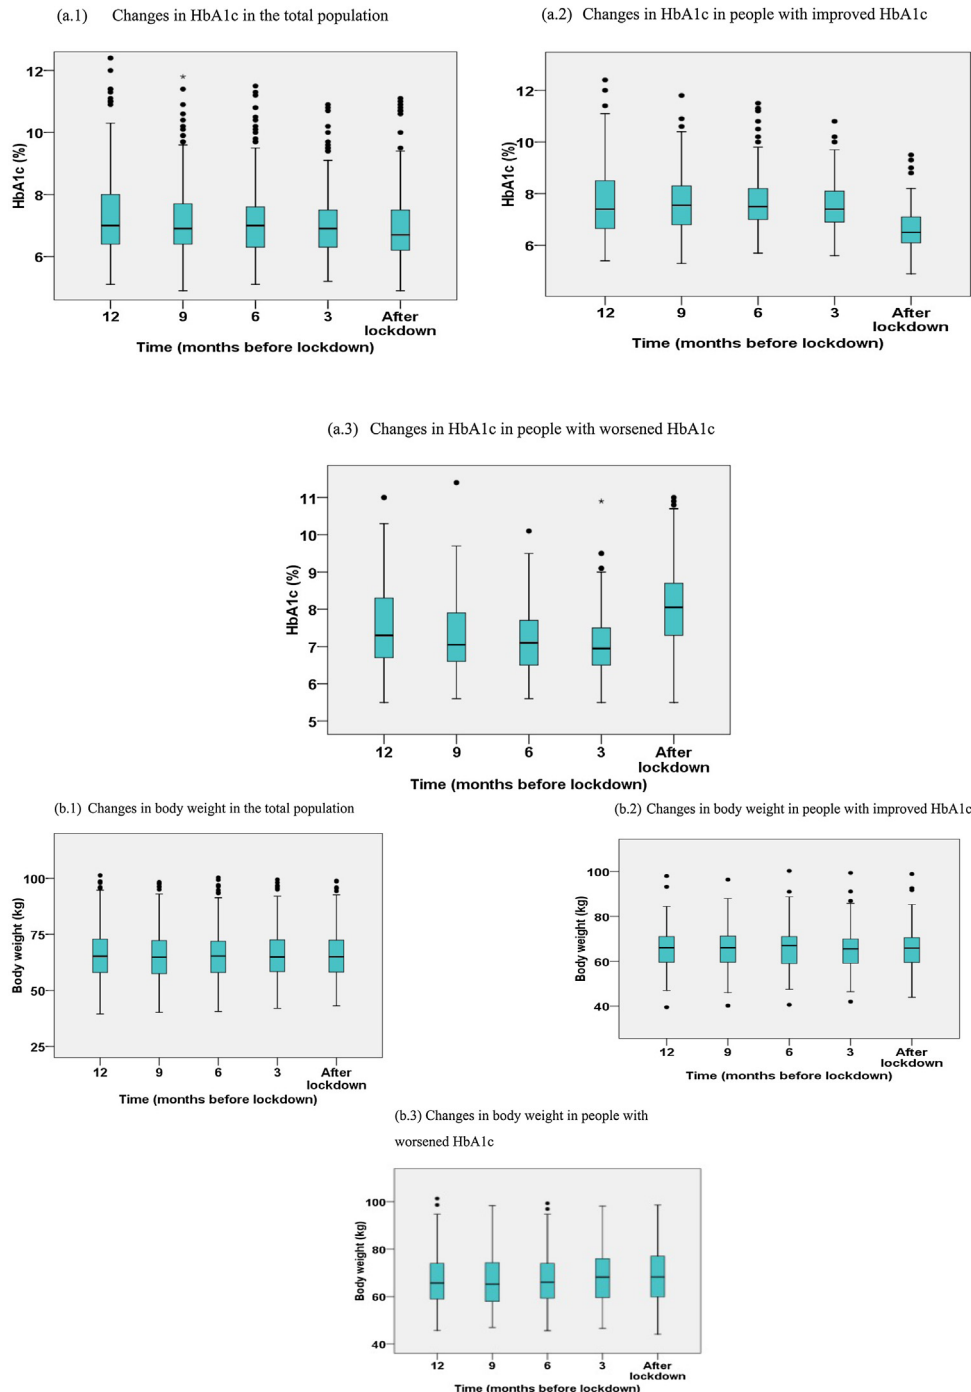 (a.1) Changes in HbA1c in the total population
HbA1c (%)
12
10
8
6
12 9 6 3 After
lockdown
Time (months before lockdown)
(a.2) Changes in HbA1c in people with improved HbA1c
HbA1c (%)
12
10
8
6
12 9 6 3 After
lockdown
Time (months before lockdown)
(a.3) Changes in HbA1c in people with worsened HbA1c
HbA1c (%)
11
10
9
8
7
6
5
12 9 6 3 After
lockdown
Time (months before lockdown)
(b.1) Changes in body weight in the total population
Body weight (kg)
100
75
50
25
12 9 6 3 After
lockdown
Time (months before lockdown)
(b.2) Changes in body weight in people with improved HbA1c
Body weight (kg)
100
80
60
40
12 9 6 3 After
lockdown
Time (months before lockdown)
(b.3) Changes in body weight in people with
worsened HbA1c
Body weight (kg)
100
80
60
40
12 9 6 3 After
lockdown
Time (months before lockdown)